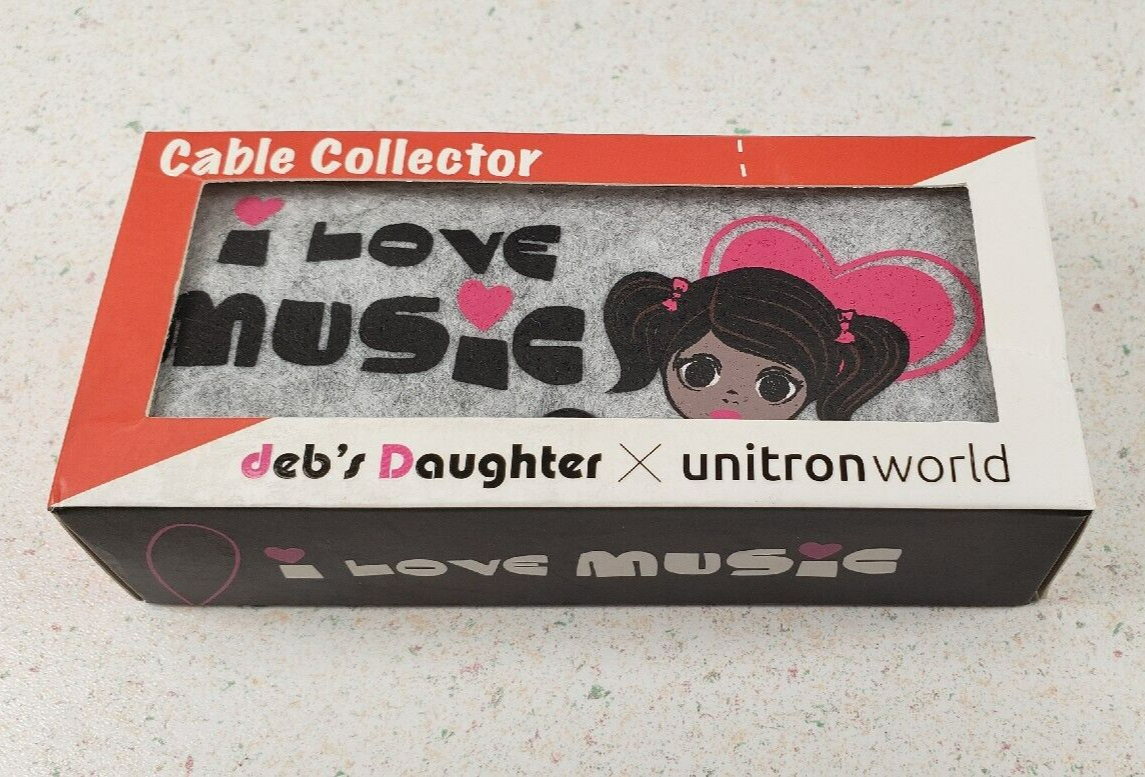 Cable Collector
i LOVE
MUSiC
deb's Daughter X unitronworld
i LOVE MUSiC